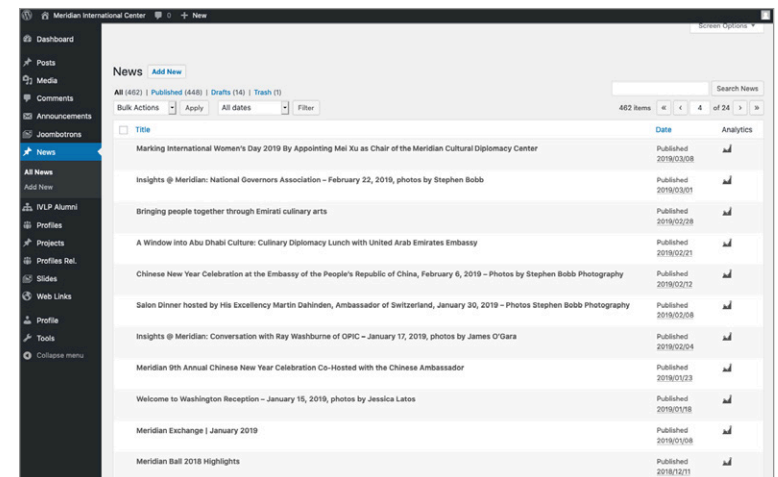 Meridian International Center 0 + New
Screen Options
Dashboard
Posts
Media
Comments
Announcements
Joombotrons
News
All News
Add New
IVLP Alumni
Profiles
Projects
Profiles Rel.
Slides
Web Links
Profile
Tools
Collapse menu
News Add New
All (462) | Published (448) | Drafts (14) | Trash (1)
Search News
Bulk Actions Apply All dates Filter
462 items « ‹ 4 of 24 › »
Title Date Analytics
Marking International Women's Day 2019 By Appointing Mei Xu as Chair of the Meridian Cultural Diplomacy Center Published
2019/03/08
Insights @ Meridian: National Governors Association – February 22, 2019, photos by Stephen Bobb Published
2019/03/01
Bringing people together through Emirati culinary arts Published
2019/02/28
A Window into Abu Dhabi Culture: Culinary Diplomacy Lunch with United Arab Emirates Embassy Published
2019/02/21
Chinese New Year Celebration at the Embassy of the People's Republic of China, February 6, 2019 – Photos by Stephen Bobb Photography Published
2019/02/12
Salon Dinner hosted by His Excellency Martin Dahinden, Ambassador of Switzerland, January 30, 2019 – Photos Stephen Bobb Photography Published
2019/02/06
Insights @ Meridian: Conversation with Ray Washburne of OPIC – January 17, 2019, photos by James O'Gara Published
2019/02/04
Meridian 9th Annual Chinese New Year Celebration Co-Hosted with the Chinese Ambassador Published
2019/01/23
Welcome to Washington Reception – January 15, 2019, photos by Jessica Latos Published
2019/01/18
Meridian Exchange | January 2019 Published
2019/01/08
Meridian Ball 2018 Highlights Published
2018/12/11